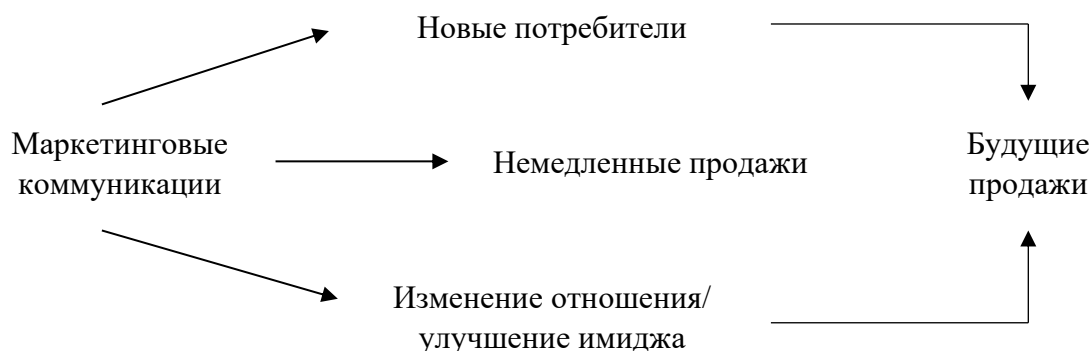 Новые потребители
Маркетинговые
коммуникации
Немедленные продажи
Будущие
продажи
Изменение отношения/
улучшение имиджа